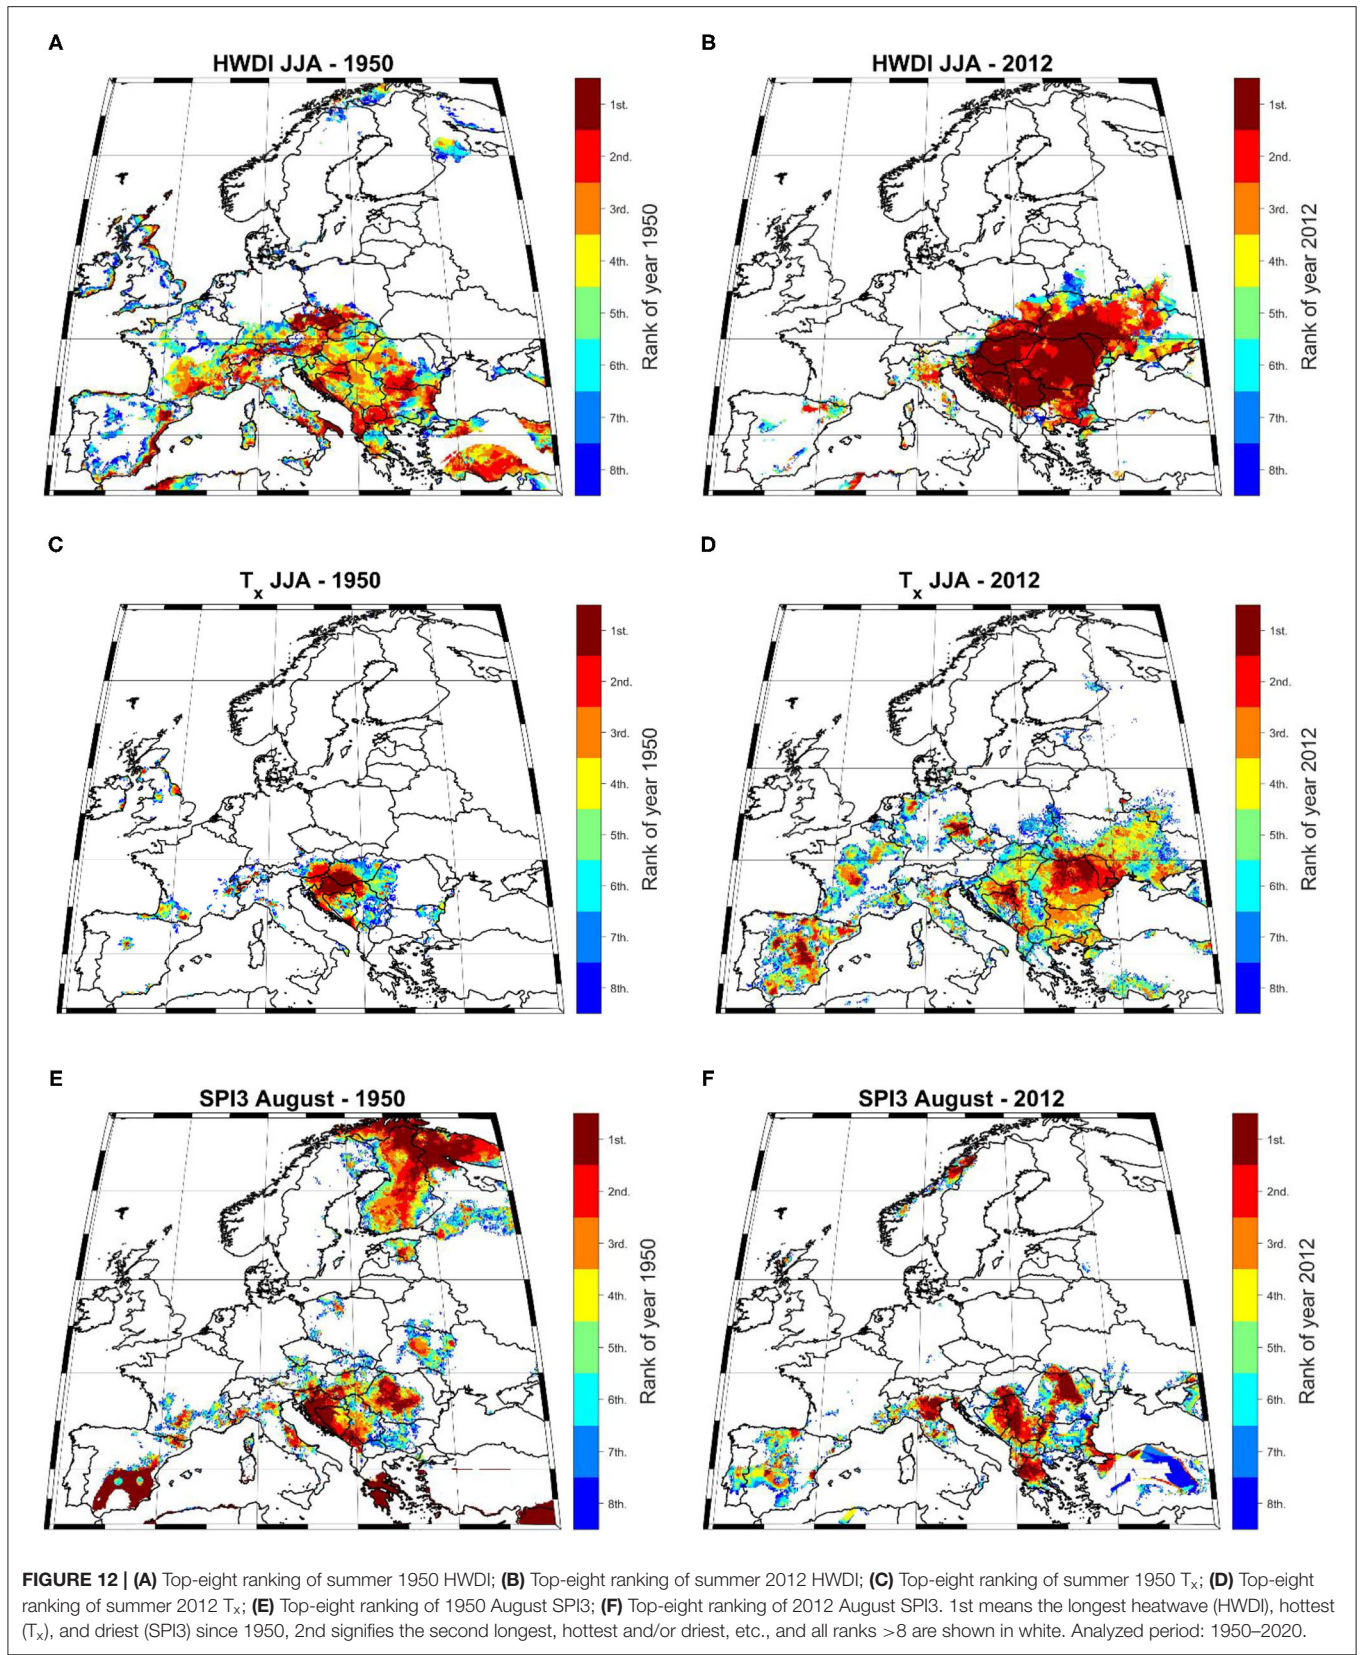 A
HWDI JJA - 1950
1st.
2nd.
3rd.
4th.
5th.
6th.
7th.
8th.
Rank of year 1950
B
HWDI JJA - 2012
1st.
2nd.
3rd.
4th.
5th.
6th.
7th.
8th.
Rank of year 2012
C
Tx JJA - 1950
1st.
2nd.
3rd.
4th.
5th.
6th.
7th.
8th.
Rank of year 1950
D
Tx JJA - 2012
1st.
2nd.
3rd.
4th.
5th.
6th.
7th.
8th.
Rank of year 2012
E
SPI3 August - 1950
1st.
2nd.
3rd.
4th.
5th.
6th.
7th.
8th.
Rank of year 1950
F
SPI3 August - 2012
1st.
2nd.
3rd.
4th.
5th.
6th.
7th.
8th.
Rank of year 2012
FIGURE 12 | (A) Top-eight ranking of summer 1950 HWDI; (B) Top-eight ranking of summer 2012 HWDI; (C) Top-eight ranking of summer 1950 Tx; (D) Top-eight
ranking of summer 2012 Tx; (E) Top-eight ranking of 1950 August SPI3; (F) Top-eight ranking of 2012 August SPI3. 1st means the longest heatwave (HWDI), hottest
(Tx), and driest (SPI3) since 1950, 2nd signifies the second longest, hottest and/or driest, etc., and all ranks >8 are shown in white. Analyzed period: 1950–2020.